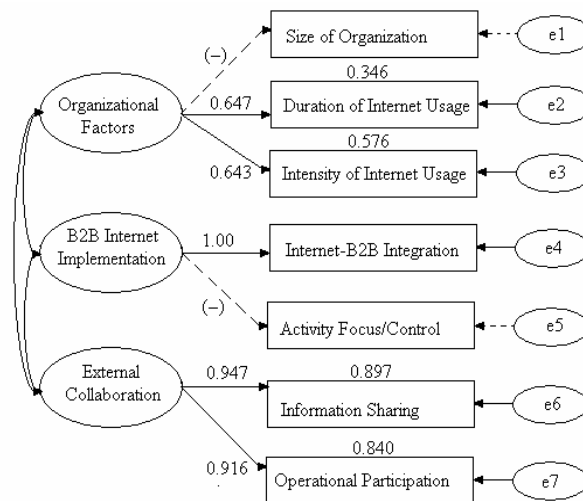 Size of Organization
e1
(-)
0.346
Organizational
Factors
0.647
Duration of Internet Usage
e2
0.576
0.643
Intensity of Internet Usage
e3
B2B Internet
Implementation
1.00
Internet-B2B Integration
e4
(-)
Activity Focus/Control
e5
External
Collaboration
0.947
0.897
Information Sharing
e6
0.840
0.916
Operational Participation
e7